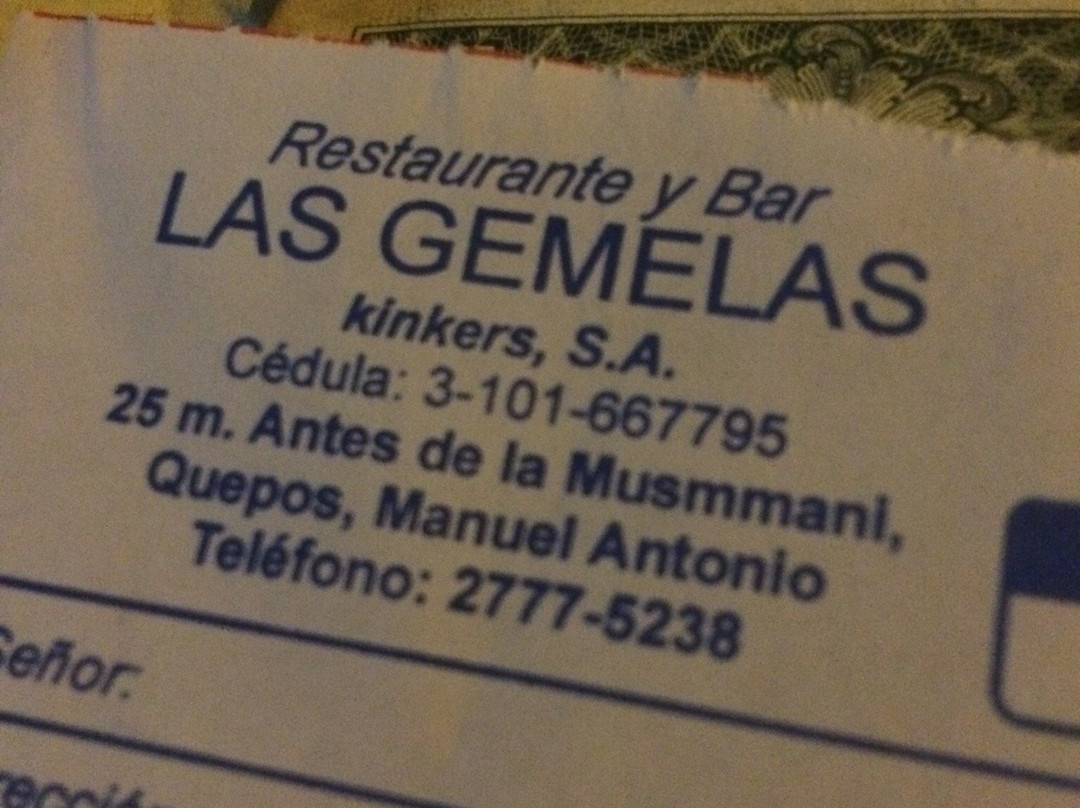 Restaurante y Bar
LAS GEMELAS
kinkers, S.A.
Cédula: 3-101-667795
25 m. Antes de la Musmmani,
Quepos, Manuel Antonio
Teléfono: 2777-5238
Señor: